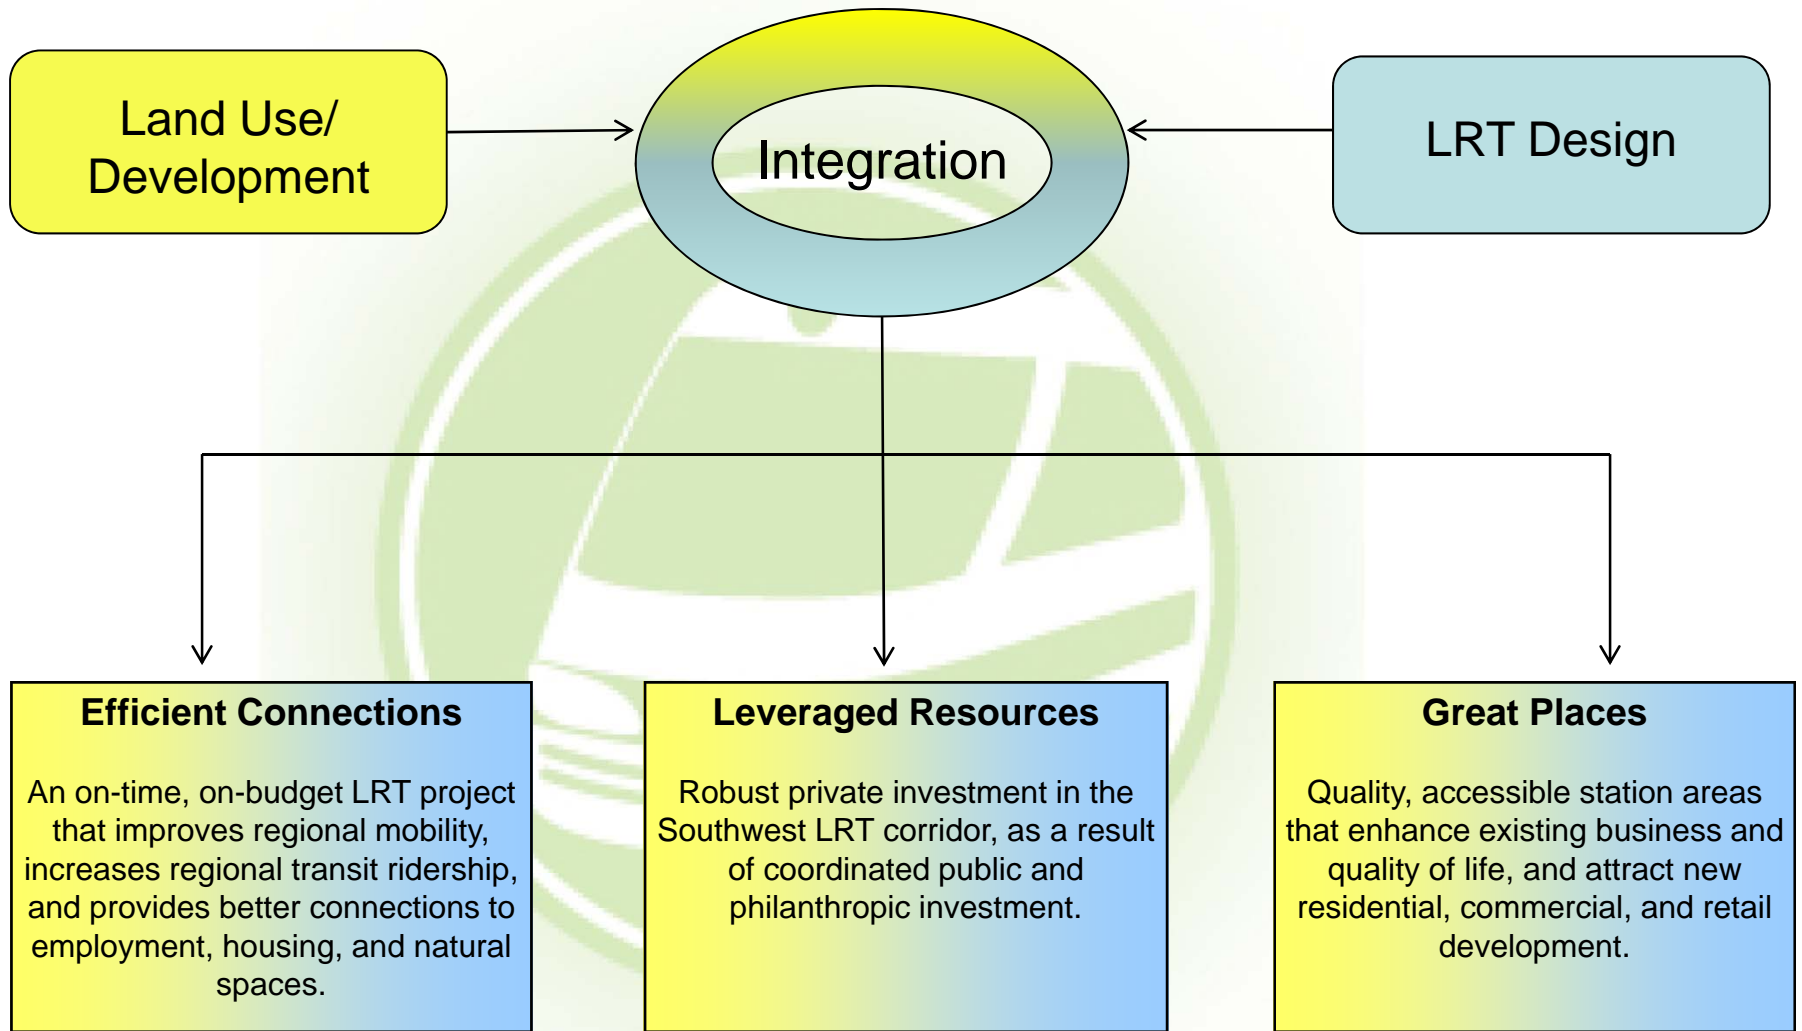 Land Use/
Development
Integration
LRT Design
Efficient Connections
An on-time, on-budget LRT project
that improves regional mobility,
increases regional transit ridership,
and provides better connections to
employment, housing, and natural
spaces.
Leveraged Resources
Robust private investment in the
Southwest LRT corridor, as a result
of coordinated public and
philanthropic investment.
Great Places
Quality, accessible station areas
that enhance existing business and
quality of life, and attract new
residential, commercial, and retail
development.